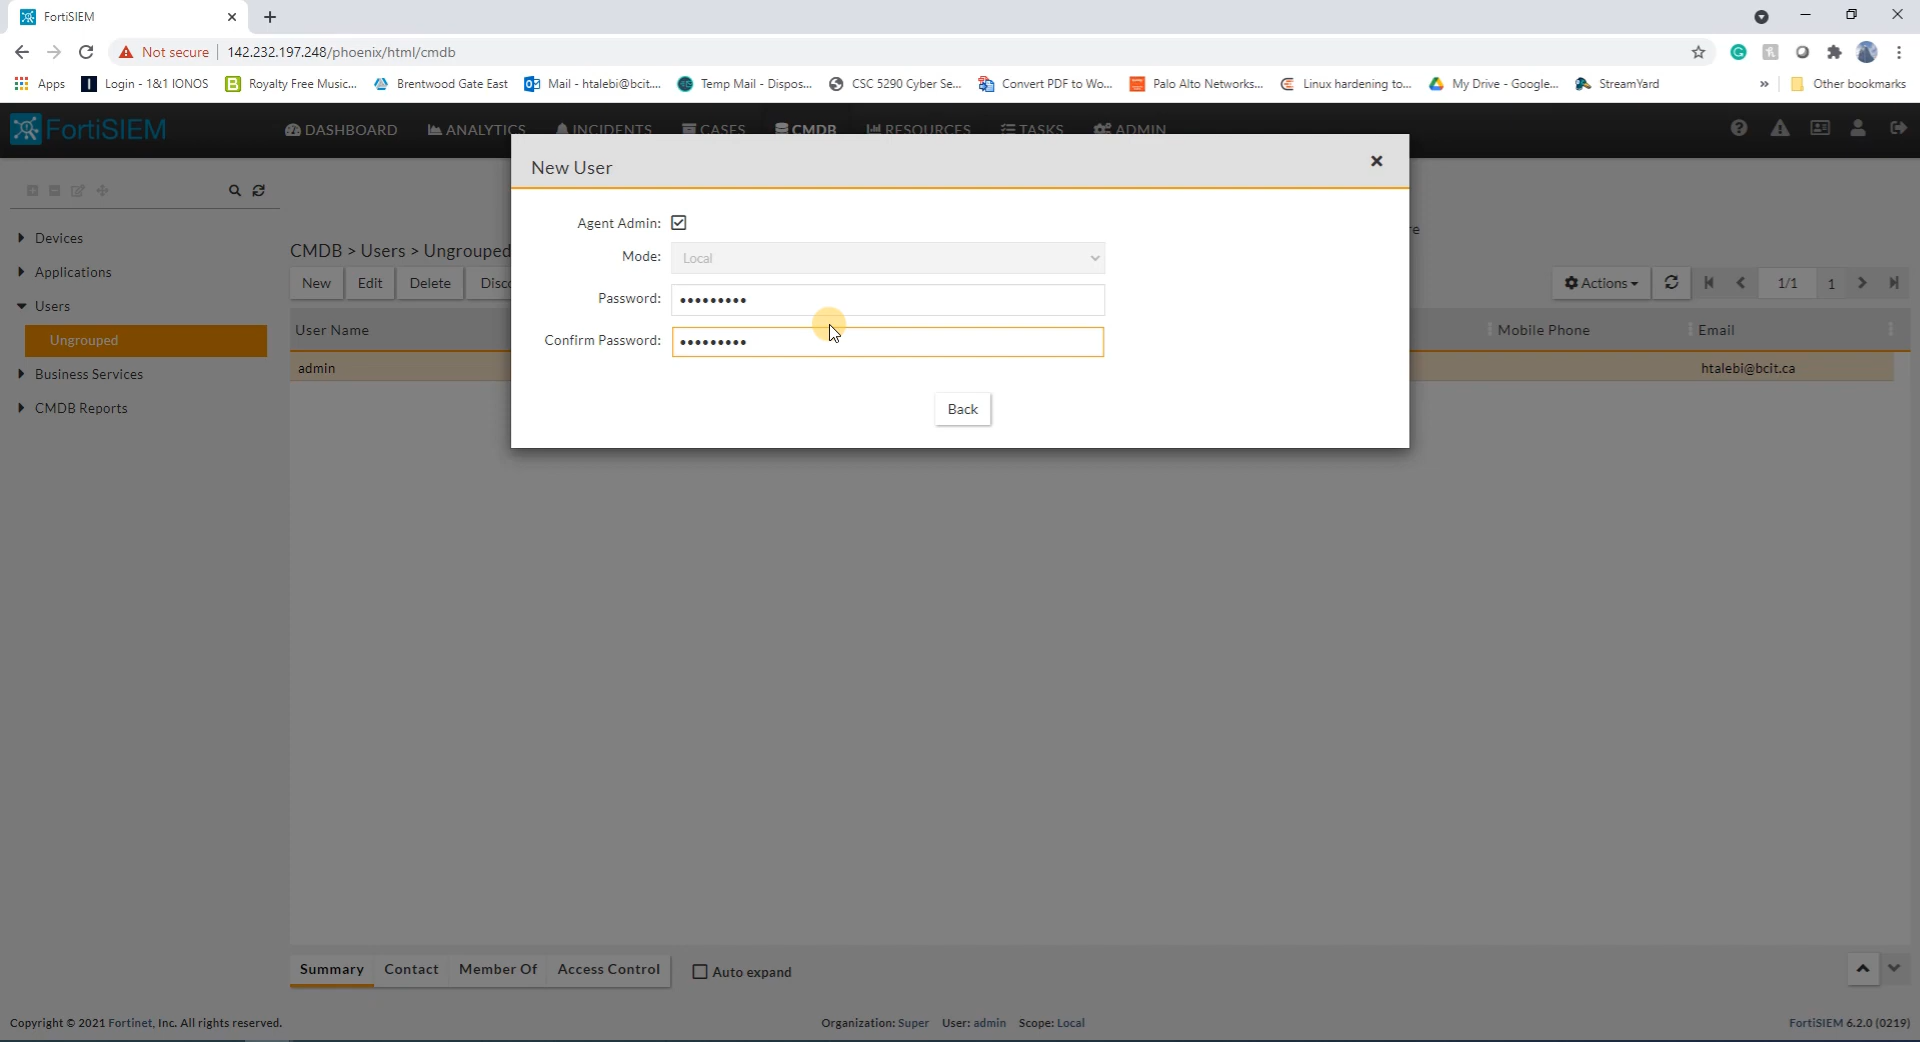 FortiSIEM
Not secure | 142.232.197.248/phoenix/html/cmdb
Apps Login - 1&1 IONOS Royalty Free Music... Brentwood Gate East Mail - htalebi@bcit.... Temp Mail - Dispos... CSC 5290 Cyber Se... Convert PDF to Wo... Palo Alto Networks... Linux hardening to... My Drive - Google... StreamYard » Other bookmarks
FortiSIEM DASHBOARD ANALYTICS INCIDENTS CASES CMDB RESOURCES TASKS ADMIN
New User
Agent Admin:
Mode: Local
Password: •••••••••
Confirm Password: •••••••••
Back
Devices
Applications
Users
Ungrouped
Business Services
CMDB Reports
CMDB > Users > Ungrouped
re
New Edit Delete Disc
Actions 1/1 1
User Name Mobile Phone Email
admin htalebi@bcit.ca
Summary Contact Member Of Access Control Auto expand
Copyright © 2021 Fortinet, Inc. All rights reserved. Organization: Super User: admin Scope: Local FortiSIEM 6.2.0 (0219)